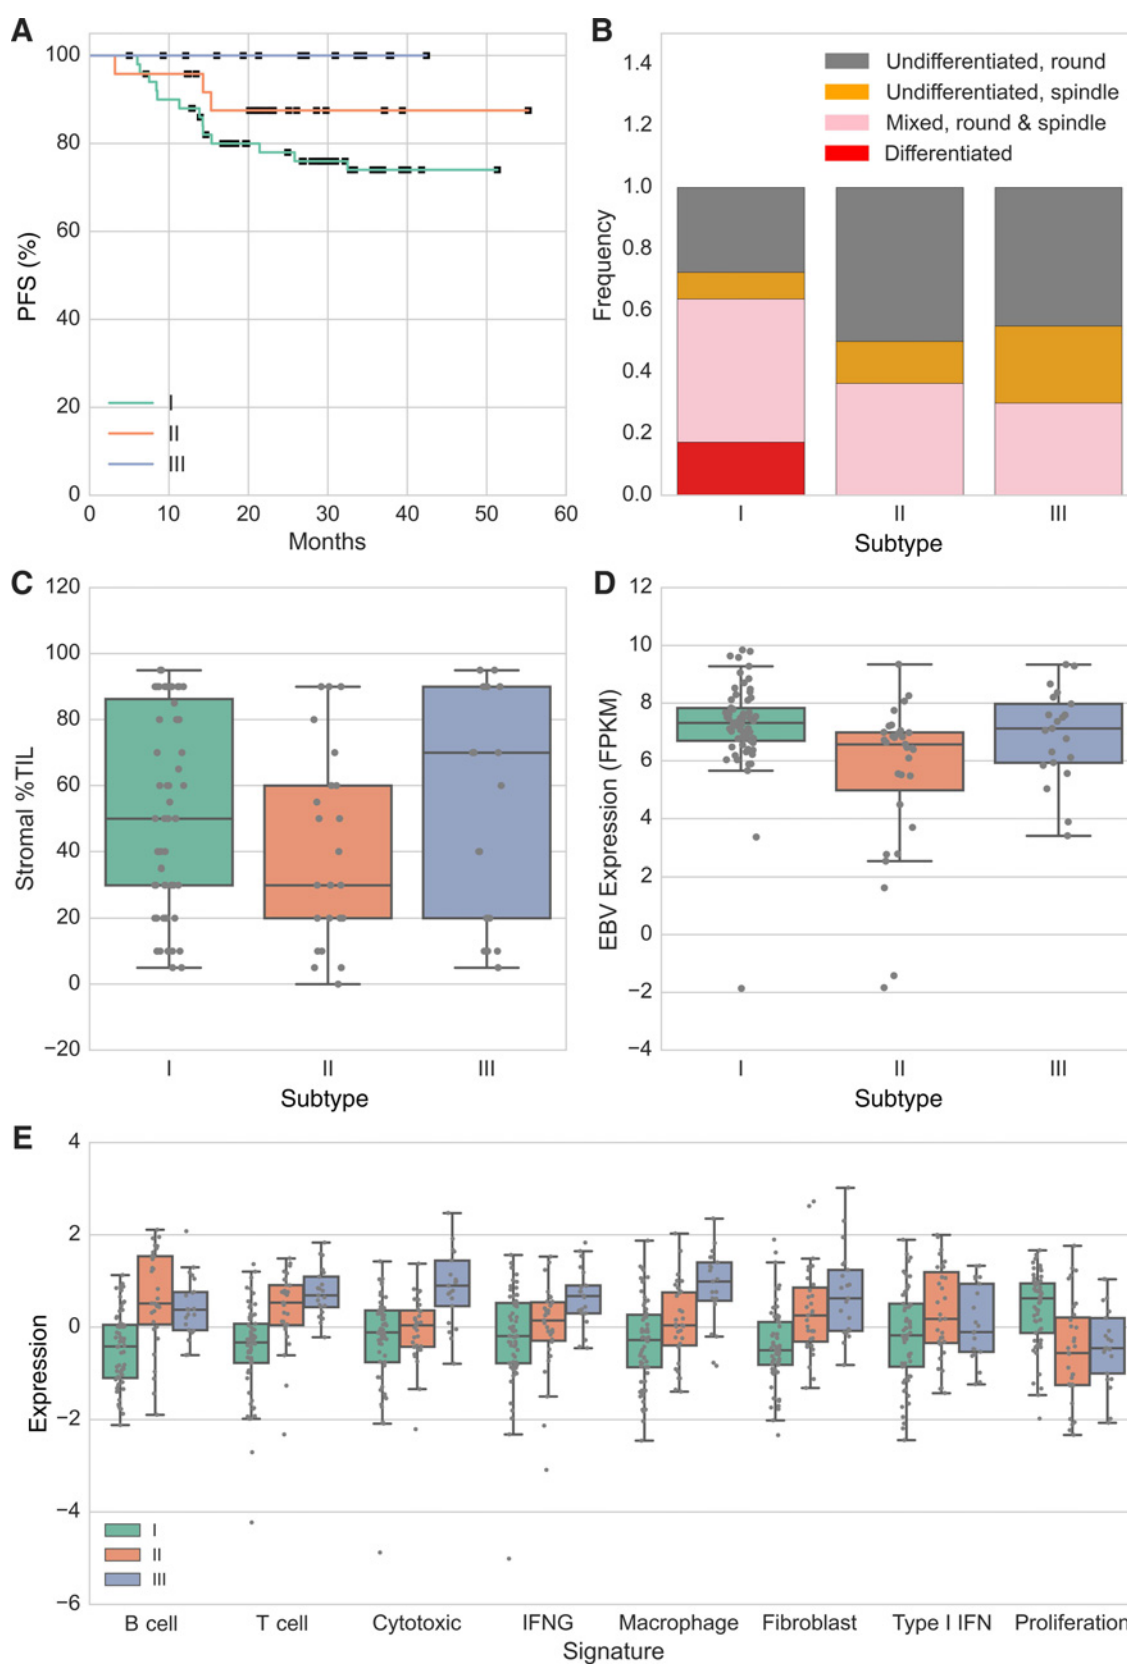 A
100
80
60
40
20
0
PFS (%)
I
II
III
0 10 20 30 40 50 60
Months
B
1.4
1.2
1.0
0.8
0.6
0.4
0.2
0.0
Frequency
Undifferentiated, round
Undifferentiated, spindle
Mixed, round & spindle
Differentiated
I II III
Subtype
C
120
100
80
60
40
20
0
−20
Stromal %TIL
I II III
Subtype
D
12
10
8
6
4
2
0
−2
−4
EBV Expression (FPKM)
I II III
Subtype
E
4
2
0
−2
−4
−6
Expression
I
II
III
B cell T cell Cytotoxic IFNG Macrophage Fibroblast Type I IFN Proliferation
Signature